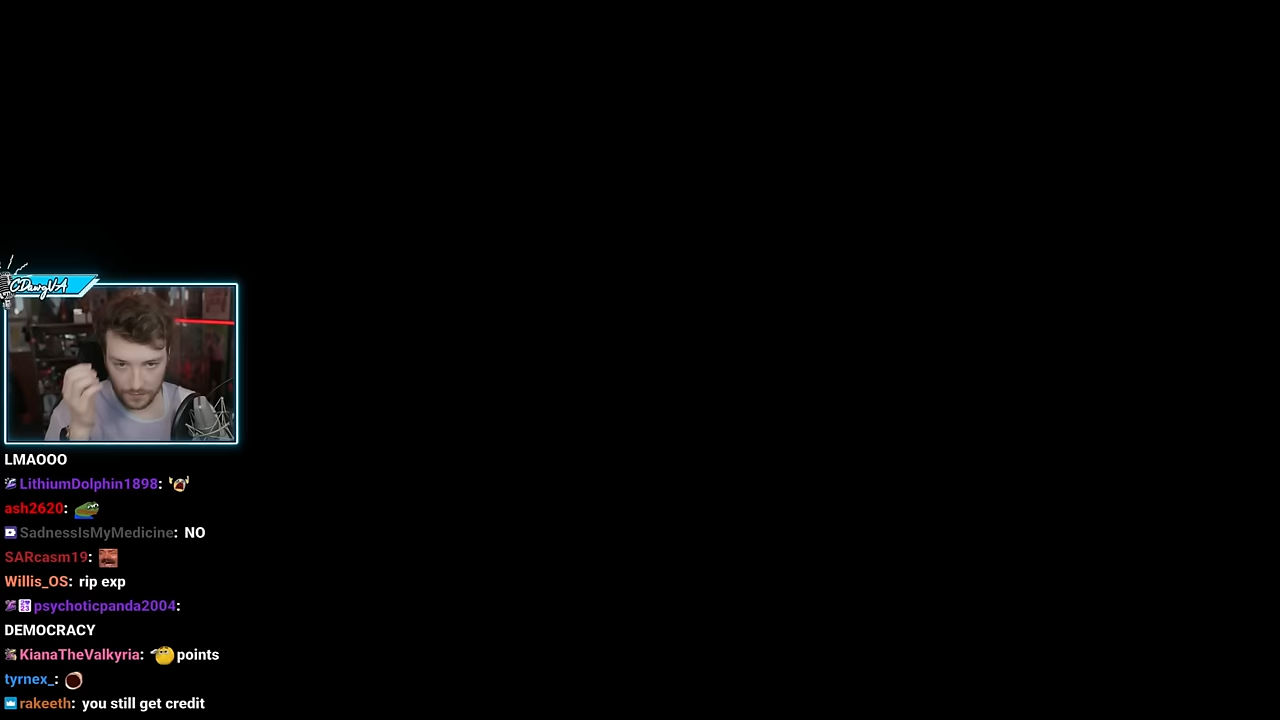 CDawgVA
LMAOOO
LithiumDolphin1898:
ash2620:
SadnessIsMyMedicine: NO
SARcasm19:
Willis_OS: rip exp
psychoticpanda2004:
DEMOCRACY
KianaTheValkyria: points
tyrnex_:
rakeeth: you still get credit